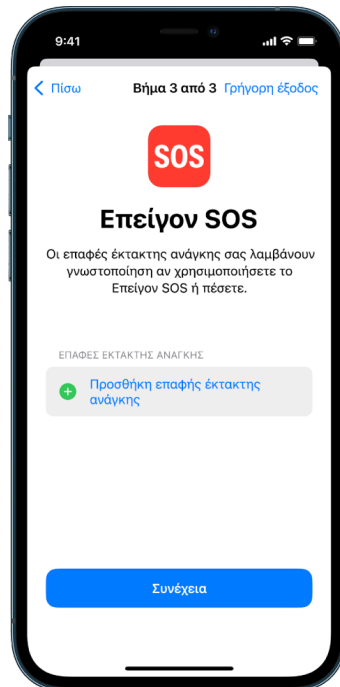 9:41
Πίσω Βήμα 3 από 3 Γρήγορη έξοδος
SOS
Επείγον SOS
Οι επαφές έκτακτης ανάγκης σας λαμβάνουν
γνωστοποίηση αν χρησιμοποιήσετε το
Επείγον SOS ή πέσετε.
ΕΠΑΦΕΣ ΕΚΤΑΚΤΗΣ ΑΝΑΓΚΗΣ
Προσθήκη επαφής έκτακτης
ανάγκης
Συνέχεια